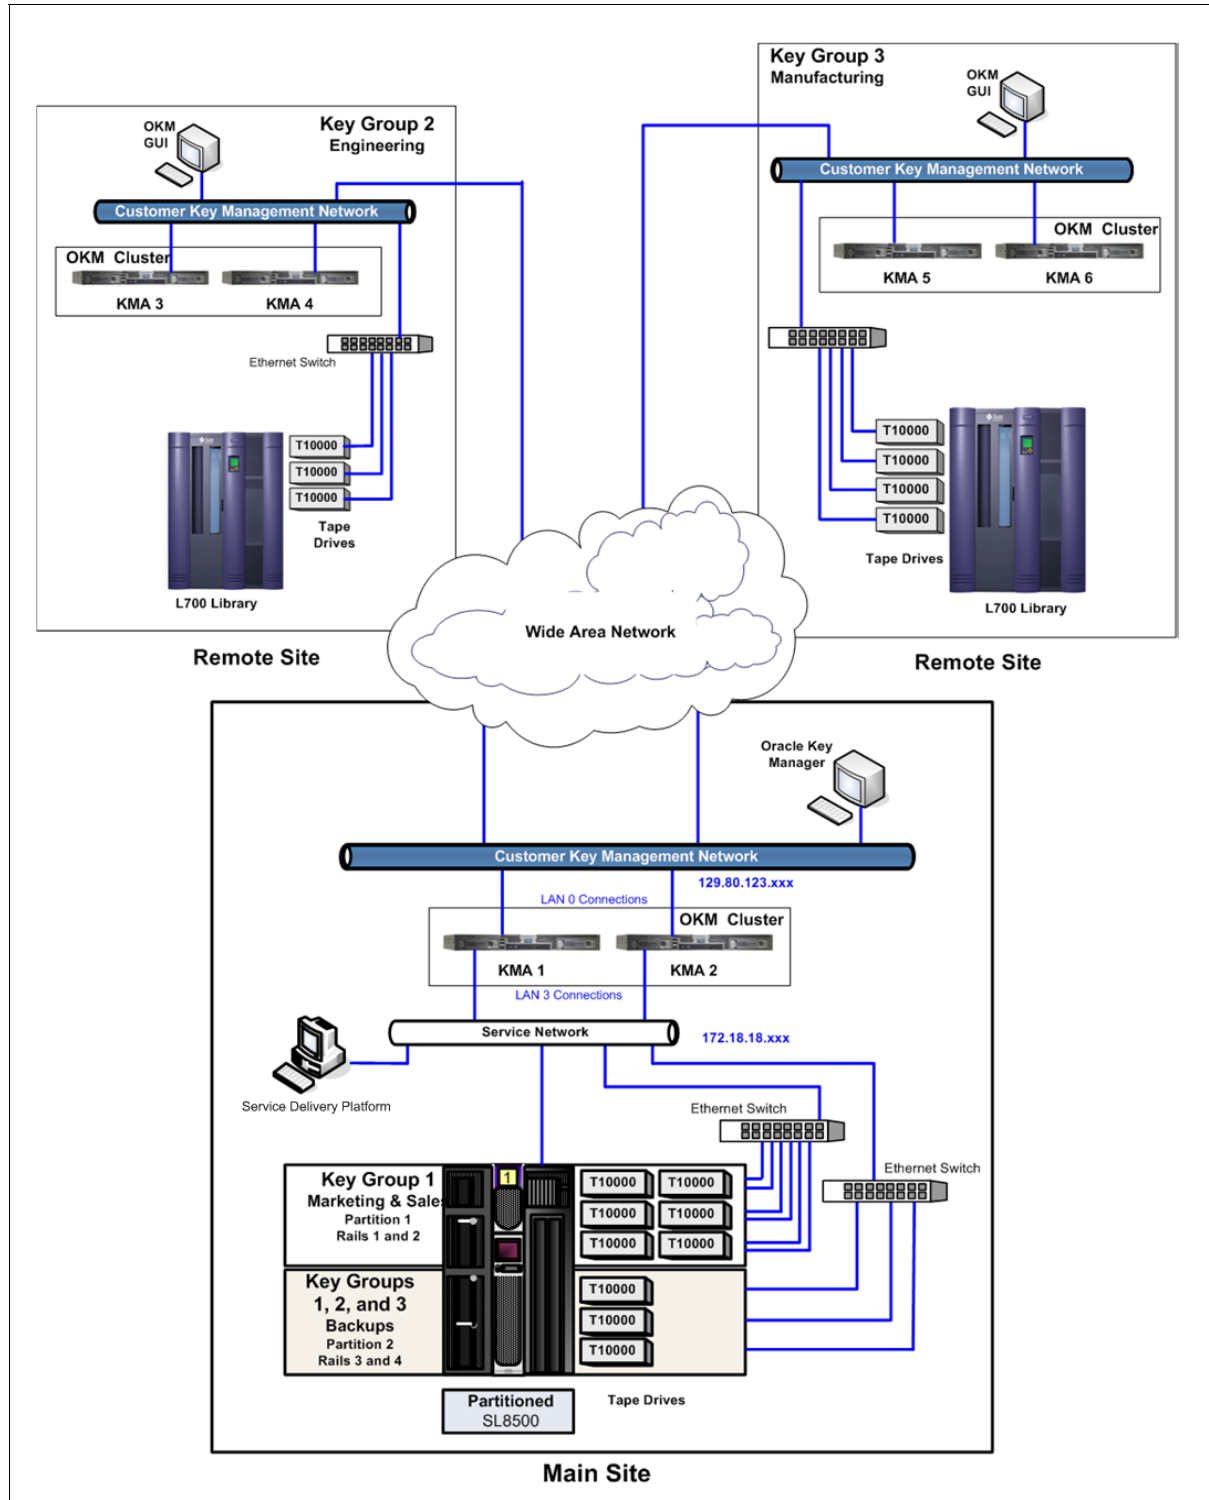 Key Group 3
Manufacturing
OKM
GUI
Customer Key Management Network
OKM Cluster
KMA 5
KMA 6
T10000
T10000
T10000
T10000
Tape Drives
L700 Library
Remote Site
OKM
GUI
Key Group 2
Engineering
Customer Key Management Network
OKM Cluster
KMA 3
KMA 4
Ethernet Switch
T10000
T10000
T10000
Tape
Drives
L700 Library
Remote Site
Wide Area Network
Oracle Key
Manager
Customer Key Management Network
129.80.123.xxx
LAN 0 Connections
OKM Cluster
KMA 1
KMA 2
LAN 3 Connections
Service Network
172.18.18.xxx
Service Delivery Platform
Ethernet Switch
Ethernet Switch
Key Group 1
Marketing & Sales
Partition 1
Rails 1 and 2
1
T10000 T10000
T10000 T10000
T10000 T10000
Key Groups
1, 2, and 3
Backups
Partition 2
Rails 3 and 4
T10000
T10000
T10000
Partitioned
SL8500
Tape Drives
Main Site